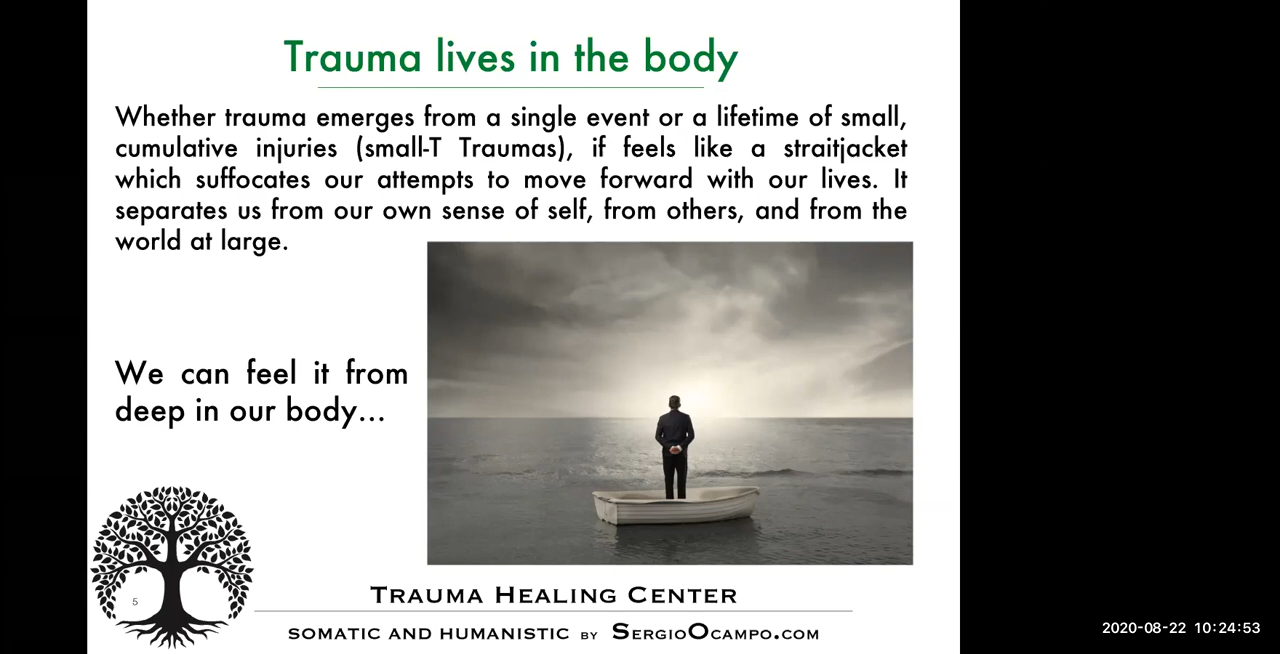 Trauma lives in the body
Whether trauma emerges from a single event or a lifetime of small,
cumulative injuries (small-T Traumas), if feels like a straitjacket
which suffocates our attempts to move forward with our lives. It
separates us from our own sense of self, from others, and from the
world at large.
We can feel it from
deep in our body...
5
TRAUMA HEALING CENTER
SOMATIC AND HUMANISTIC BY SERGIOOCAMPO.COM
2020-08-22 10:24:53